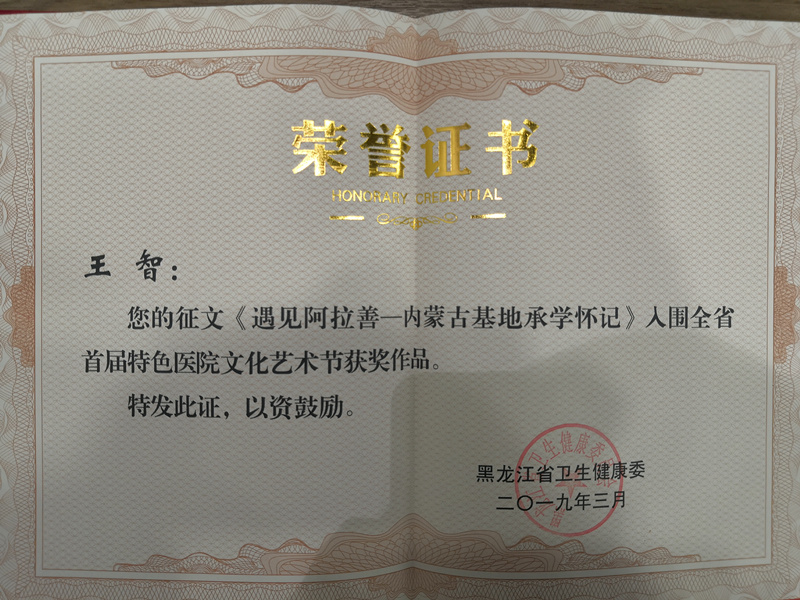 荣誉证书
HONORARY CREDENTIAL
王 智：
您的征文《遇见阿拉善—内蒙古基地承学怀记》入围全省
首届特色医院文化艺术节获奖作品。
特发此证，以资鼓励。
黑龙江省卫生健康委
二〇一九年三月